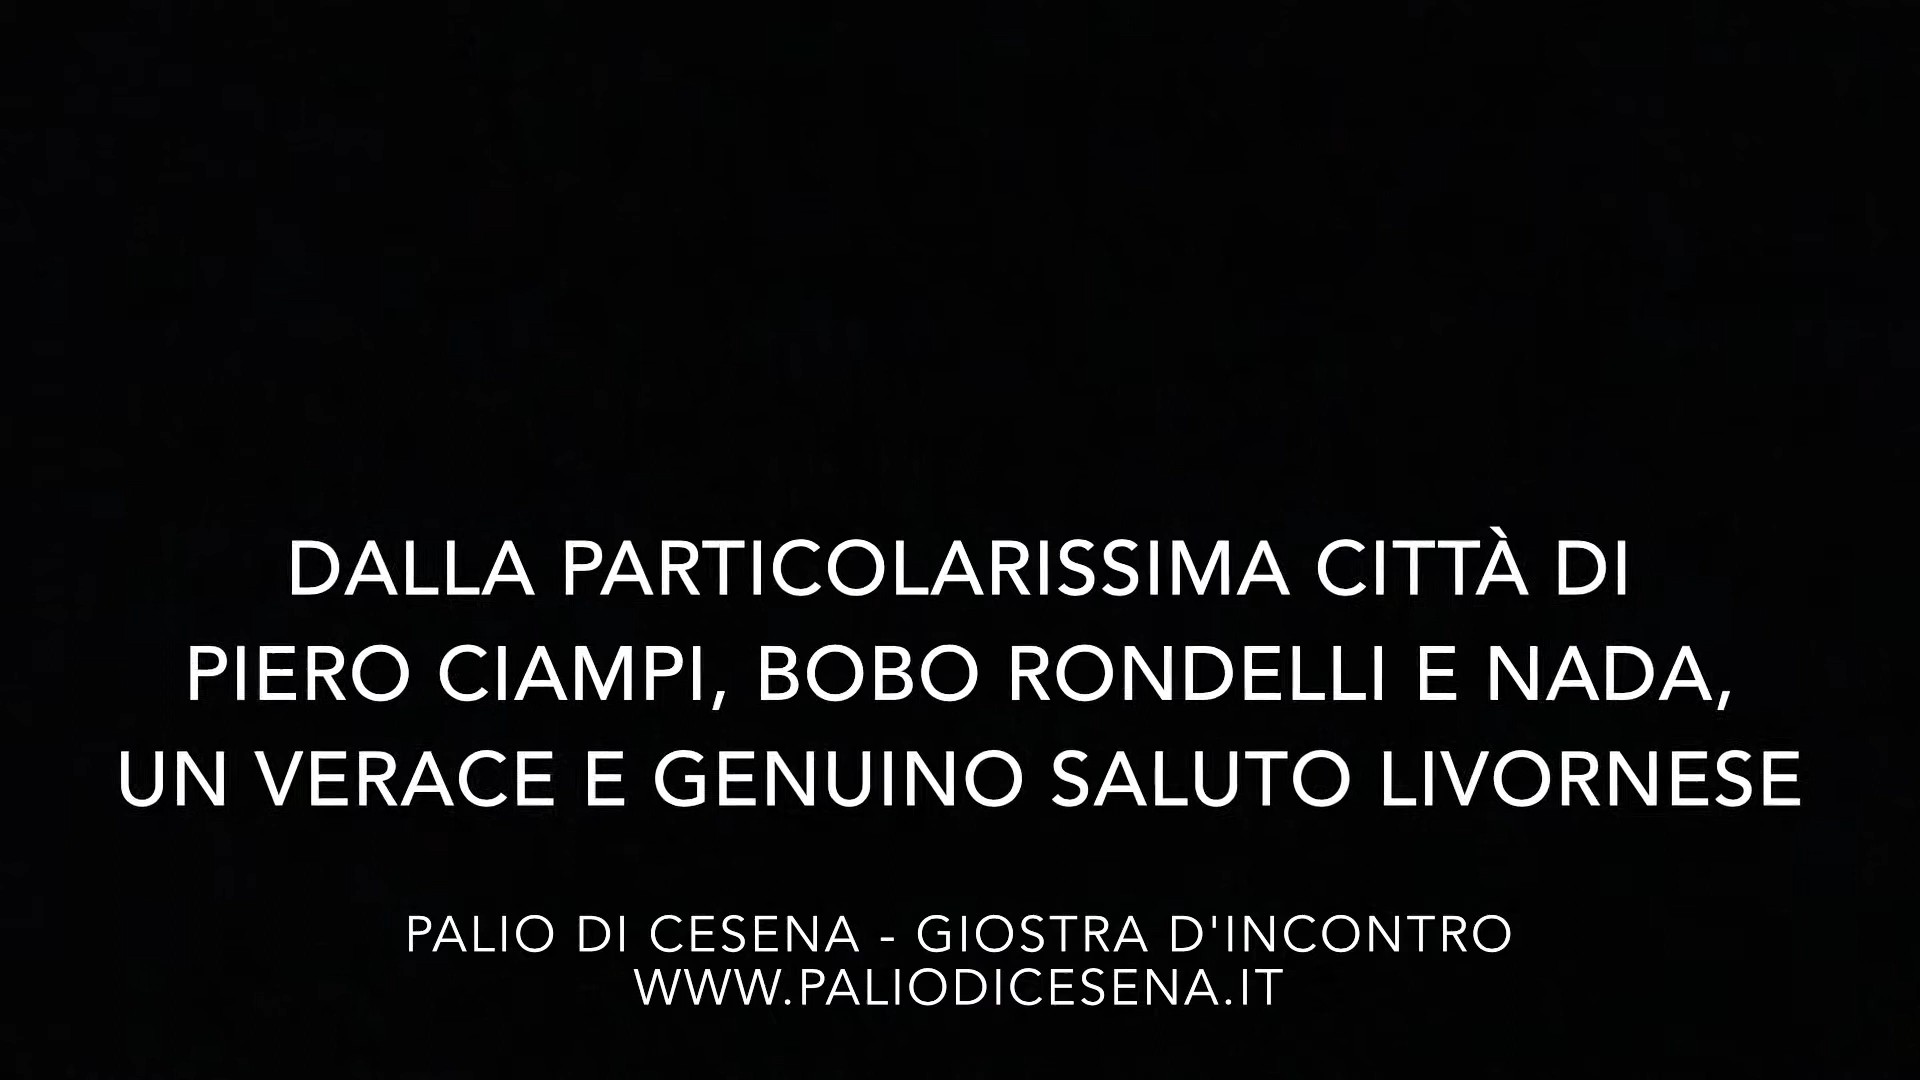 DALLA PARTICOLARISSIMA CITTÀ DI
PIERO CIAMPI, BOBO RONDELLI E NADA,
UN VERACE E GENUINO SALUTO LIVORNESE
PALIO DI CESENA - GIOSTRA D'INCONTRO
WWW.PALIODICESENA.IT